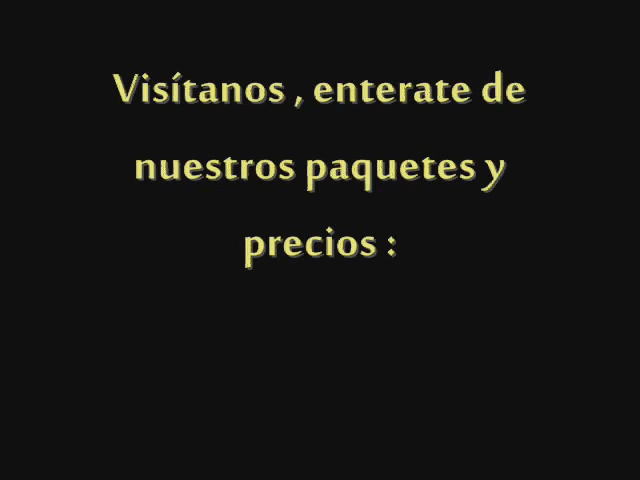 Visítanos , enterate de
nuestros paquetes y
precios :